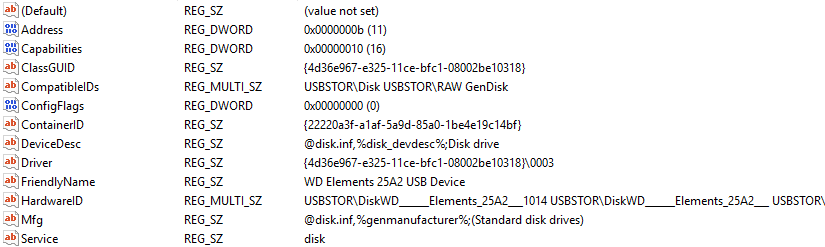 (Default) REG_SZ (value not set)
Address REG_DWORD 0x0000000b (11)
Capabilities REG_DWORD 0x00000010 (16)
ClassGUID REG_SZ {4d36e967-e325-11ce-bfc1-08002be10318}
CompatibleIDs REG_MULTI_SZ USBSTOR\Disk USBSTOR\RAW GenDisk
ConfigFlags REG_DWORD 0x00000000 (0)
ContainerID REG_SZ {22220a3f-a1af-5a9d-85a0-1be4e19c14bf}
DeviceDesc REG_SZ @disk.inf,%disk_devdesc%;Disk drive
Driver REG_SZ {4d36e967-e325-11ce-bfc1-08002be10318}\0003
FriendlyName REG_SZ WD Elements 25A2 USB Device
HardwareID REG_MULTI_SZ USBSTOR\DiskWD______Elements_25A2___1014 USBSTOR\DiskWD______Elements_25A2___ USBSTOR\
Mfg REG_SZ @disk.inf,%genmanufacturer%;(Standard disk drives)
Service REG_SZ disk